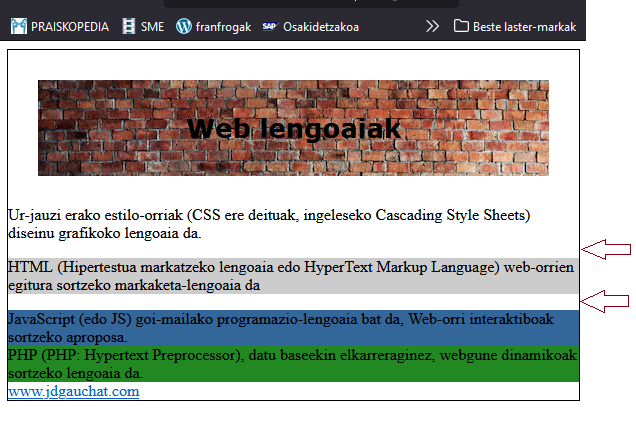 PRAISKOPEDIA SME franfrogak SAP Osakidetzakoa Beste laster-markak
Web lengoaiak
Ur-jauzi erako estilo-orriak (CSS ere deituak, ingeleseko Cascading Style Sheets)
diseinu grafikoko lengoaia da.
HTML (Hipertestua markatzeko lengoaia edo HyperText Markup Language) web-orrien
egitura sortzeko markaketa-lengoaia da
JavaScript (edo JS) goi-mailako programazio-lengoaia bat da, Web-orri interaktiboak
sortzeko aproposa.
PHP (PHP: Hypertext Preprocessor), datu baseekin elkarreraginez, webgune dinamikoak
sortzeko lengoaia da.
www.jdgauchat.com